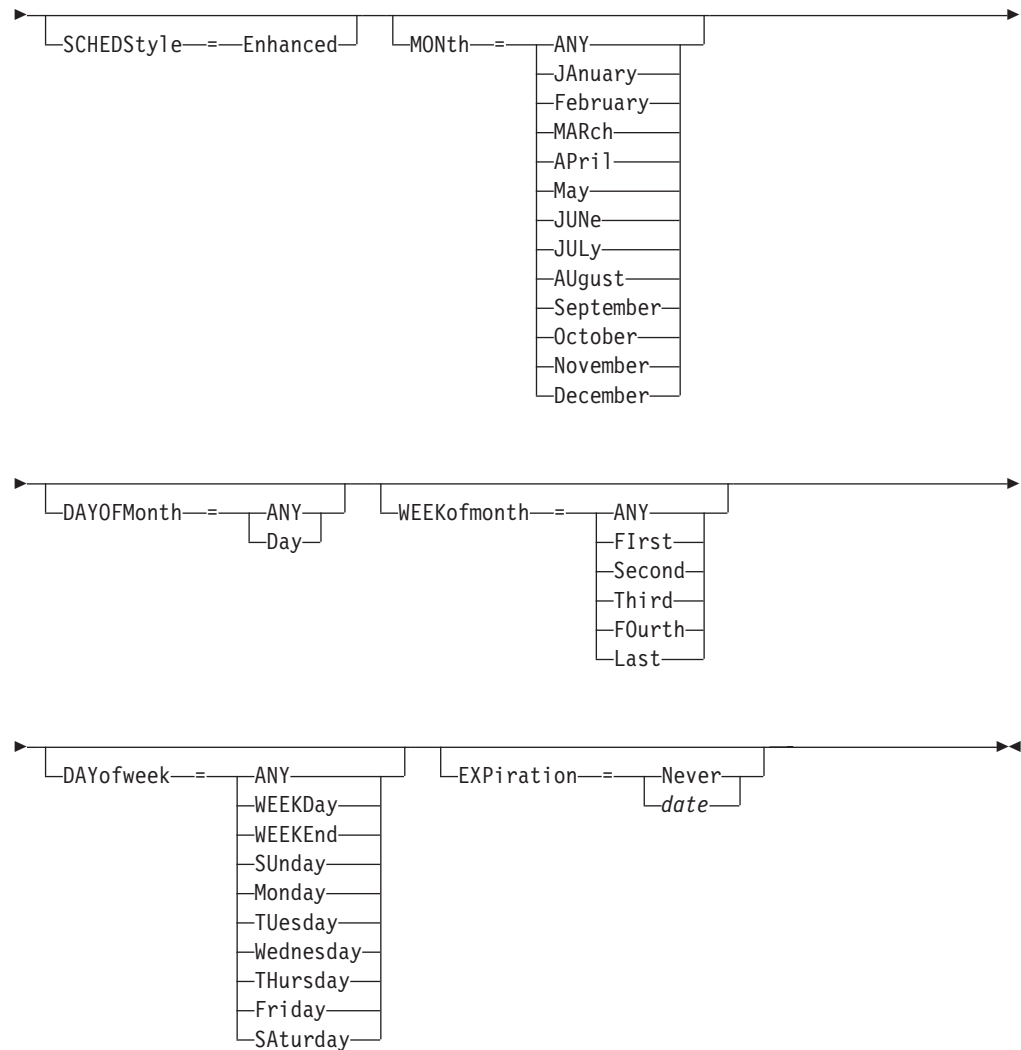 SCHEDStyle = Enhanced MONth = ANY
JAnuary
February
MARch
APril
May
JUNe
JULy
AUgust
September
October
November
December
DAYOFMonth = ANY WEEKofmonth = ANY
Day FIrst
Second
Third
FOurth
Last
DAYofweek = ANY EXPiration = Never
WEEKDay date
WEEKEnd
SUnday
Monday
TUesday
Wednesday
THursday
Friday
SAturday